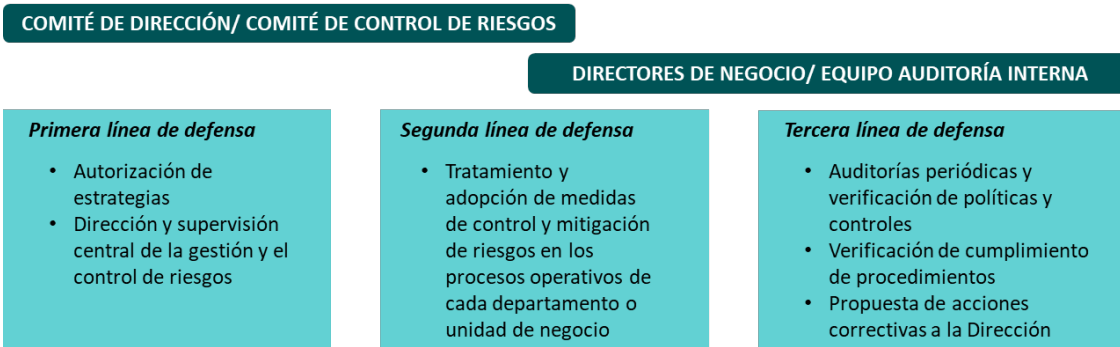 COMITÉ DE DIRECCIÓN/ COMITÉ DE CONTROL DE RIESGOS
DIRECTORES DE NEGOCIO/ EQUIPO AUDITORÍA INTERNA
Primera línea de defensa
• Autorización de
estrategias
• Dirección y supervisión
central de la gestión y el
control de riesgos
Segunda línea de defensa
• Tratamiento y
adopción de medidas
de control y mitigación
de riesgos en los
procesos operativos de
cada departamento o
unidad de negocio
Tercera línea de defensa
• Auditorías periódicas y
verificación de políticas y
controles
• Verificación de cumplimiento
de procedimientos
• Propuesta de acciones
correctivas a la Dirección